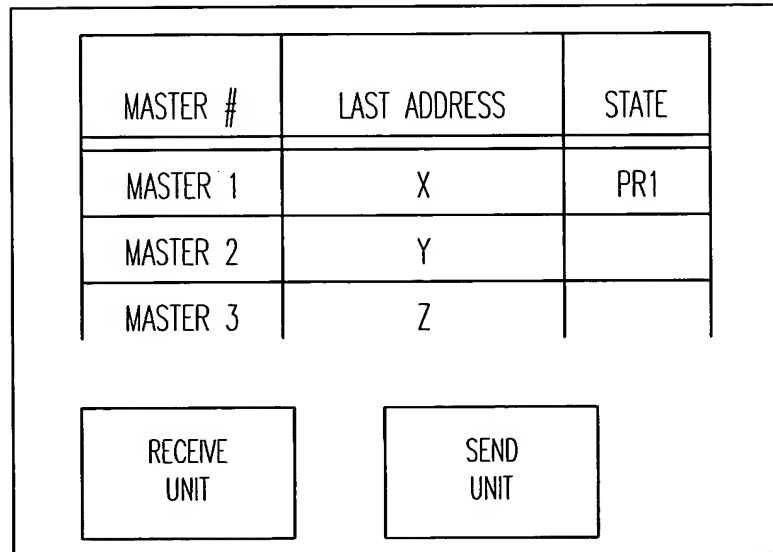 MASTER # LAST ADDRESS STATE
MASTER 1 X PR1
MASTER 2 Y
MASTER 3 Z
RECEIVE SEND
UNIT UNIT